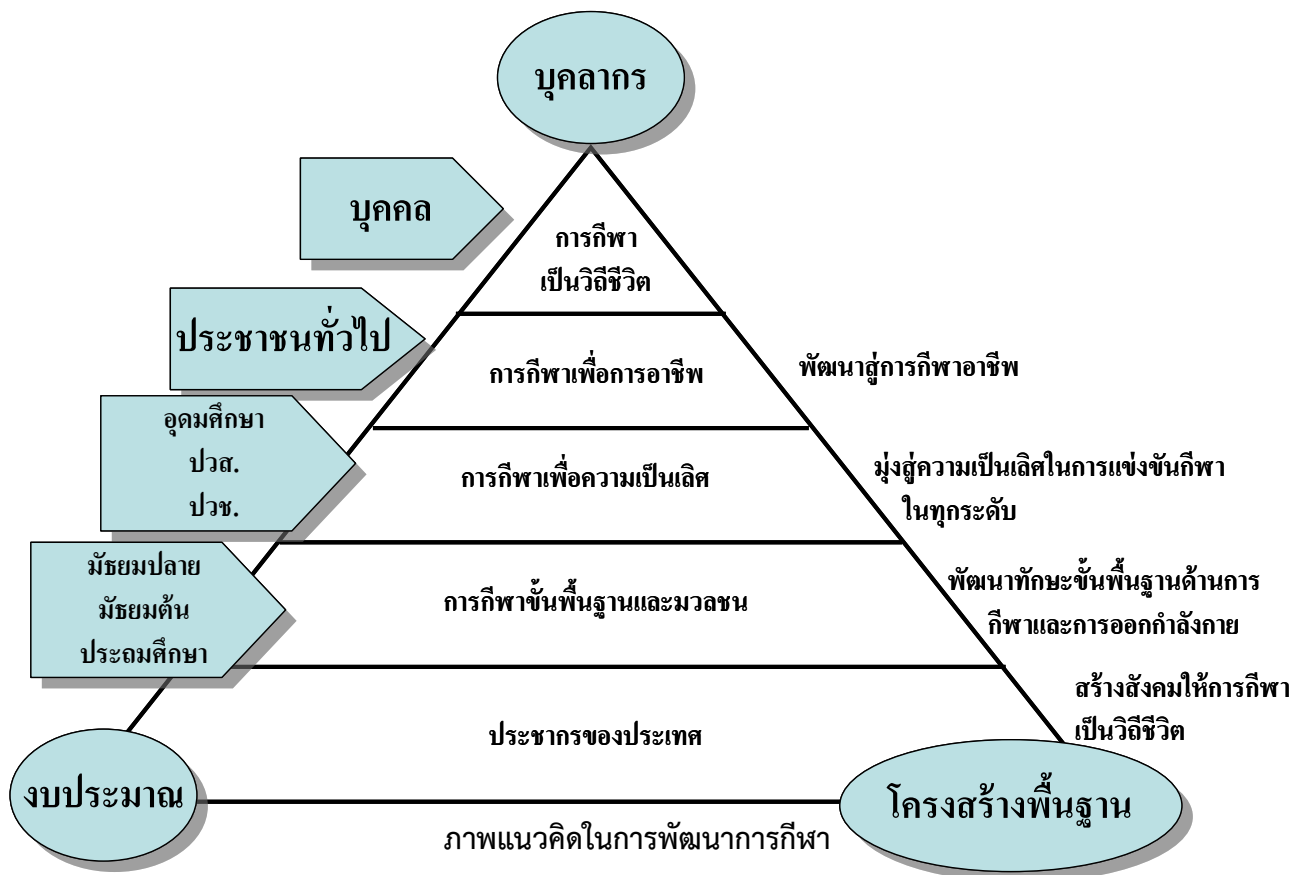 บุคลากร
บุคคล
การกีฬา
เป็นวิถีชีวิต
ประชาชนทั่วไป
การกีฬาเพื่อการอาชีพ
พัฒนาสู่การกีฬาอาชีพ
อุดมศึกษา
ปวส.
ปวช.
การกีฬาเพื่อความเป็นเลิศ
มุ่งสู่ความเป็นเลิศในการแข่งขันกีฬา
ในทุกระดับ
มัธยมปลาย
มัธยมต้น
ประถมศึกษา
การกีฬาขั้นพื้นฐานและมวลชน
พัฒนาทักษะขั้นพื้นฐานด้านการ
กีฬาและการออกกำลังกาย
สร้างสังคมให้การกีฬา
เป็นวิถีชีวิต
ประชากรของประเทศ
งบประมาณ
โครงสร้างพื้นฐาน
ภาพแนวคิดในการพัฒนาการกีฬา